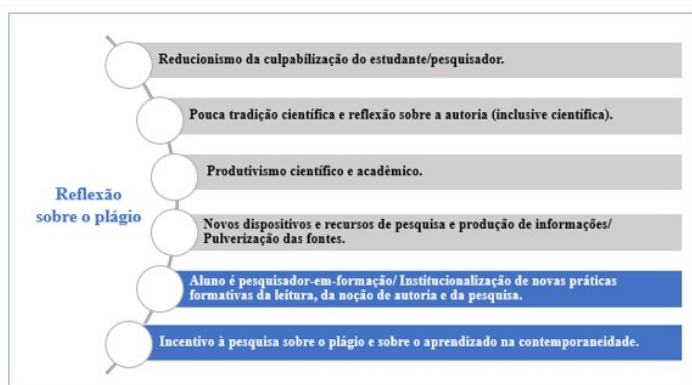 Reflexão
sobre o plágio
Reducionismo da culpabilização do estudante/pesquisador.
Pouca tradição científica e reflexão sobre a autoria (inclusive científica).
Produtivismo científico e acadêmico.
Novos dispositivos e recursos de pesquisa e produção de informações/
Pulverização das fontes.
Aluno é pesquisador-em-formação/ Institucionalização de novas práticas
formativas da leitura, da noção de autoria e da pesquisa.
Incentivo à pesquisa sobre o plágio e sobre o aprendizado na contemporaneidade.